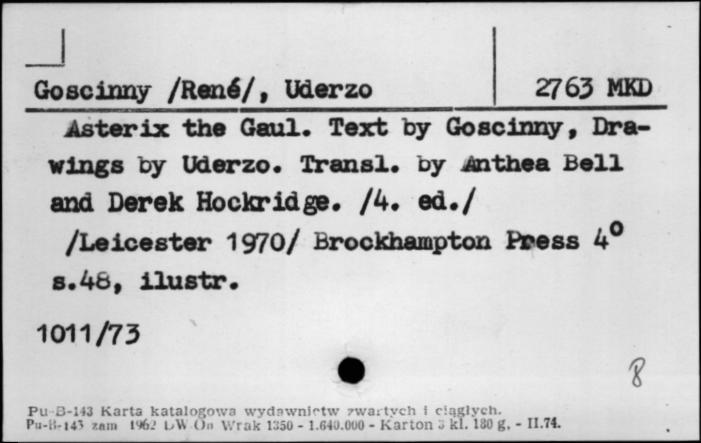 Goscinny /René/, Uderzo 2763 MKD
Asterix the Gaul. Text by Goscinny, Dra-
wings by Uderzo. Transl. by Anthea Bell
and Derek Hockridge. /4. ed./
/Leicester 1970/ Brockhampton Press 4°
s.48, ilustr.
1011/73
8
Pu-B-143 Karta katalogowa wydawnictw zwartych i ciągłych.
Pu-B-143 zam 1962 LW On Wrak 1350 - 1.640.000 - Karton 3 kl. 180 g. - II.74.